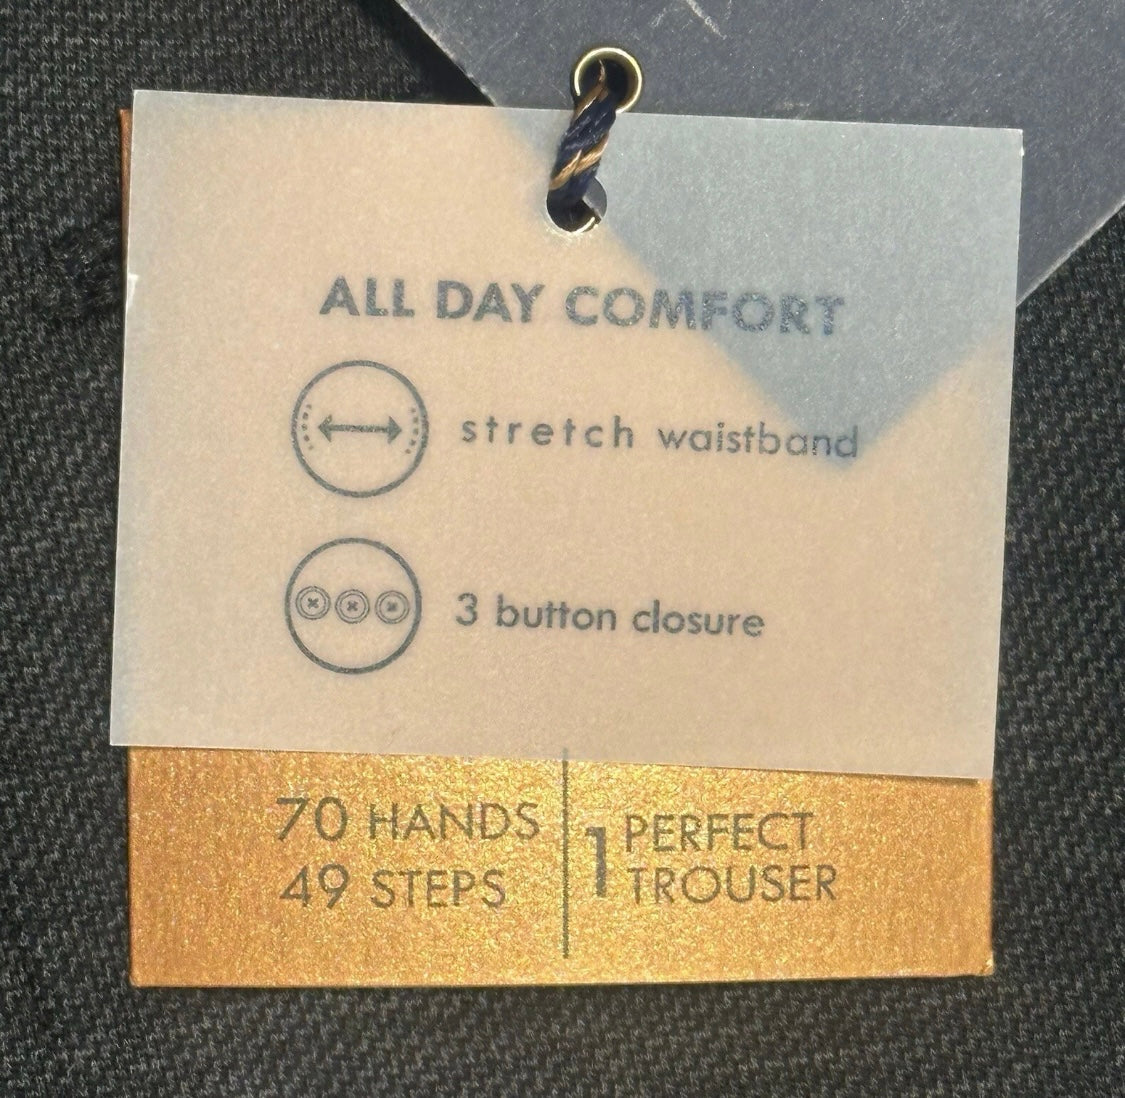 ALL DAY COMFORT
stretch waistband
3 button closure
70 HANDS
49 STEPS
1 PERFECT
TROUSER